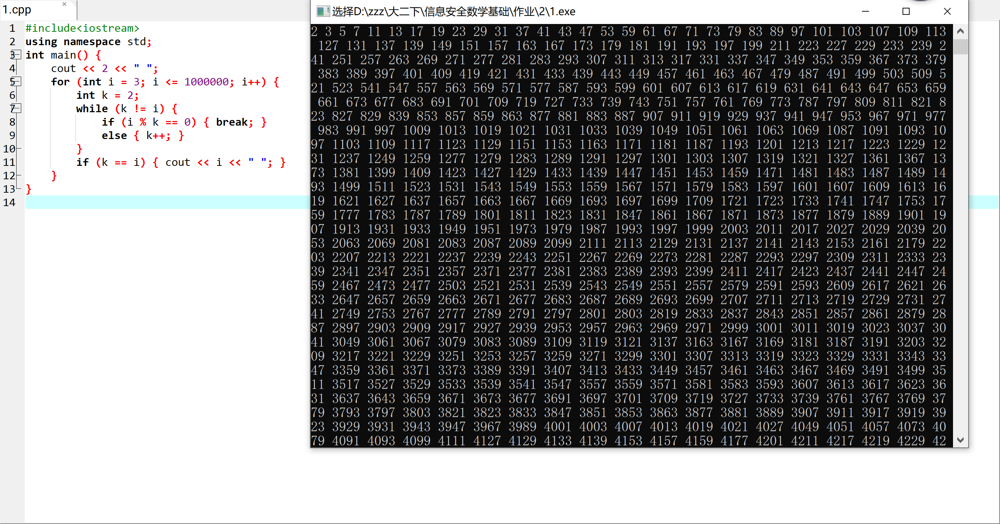 1.cpp
1 #include<iostream>
2 using namespace std;
3 int main() {
4     cout << 2 << " ";
5     for (int i = 3; i <= 1000000; i++) {
6         int k = 2;
7         while (k != i) {
8             if (i % k == 0) { break; }
9             else { k++; }
10         }
11         if (k == i) { cout << i << " "; }
12     }
13 }
14
选择D:\zzz\大二下\信息安全数学基础\作业\2\1.exe
2 3 5 7 11 13 17 19 23 29 31 37 41 43 47 53 59 61 67 71 73 79 83 89 97 101 103 107 109 113
127 131 137 139 149 151 157 163 167 173 179 181 191 193 197 199 211 223 227 229 233 239 2
41 251 257 263 269 271 277 281 283 293 307 311 313 317 331 337 347 349 353 359 367 373 379
383 389 397 401 409 419 421 431 433 439 443 449 457 461 463 467 479 487 491 499 503 509 5
21 523 541 547 557 563 569 571 577 587 593 599 601 607 613 617 619 631 641 643 647 653 659
661 673 677 683 691 701 709 719 727 733 739 743 751 757 761 769 773 787 797 809 811 821 8
23 827 829 839 853 857 859 863 877 881 883 887 907 911 919 929 937 941 947 953 967 971 977
983 991 997 1009 1013 1019 1021 1031 1033 1039 1049 1051 1061 1063 1069 1087 1091 1093 10
97 1103 1109 1117 1123 1129 1151 1153 1163 1171 1181 1187 1193 1201 1213 1217 1223 1229 12
31 1237 1249 1259 1277 1279 1283 1289 1291 1297 1301 1303 1307 1319 1321 1327 1361 1367 13
73 1381 1399 1409 1423 1427 1429 1433 1439 1447 1451 1453 1459 1471 1481 1483 1487 1489 14
93 1499 1511 1523 1531 1543 1549 1553 1559 1567 1571 1579 1583 1597 1601 1607 1609 1613 16
19 1621 1627 1637 1657 1663 1667 1669 1693 1697 1699 1709 1721 1723 1733 1741 1747 1753 17
59 1777 1783 1787 1789 1801 1811 1823 1831 1847 1861 1867 1871 1873 1877 1879 1889 1901 19
07 1913 1931 1933 1949 1951 1973 1979 1987 1993 1997 1999 2003 2011 2017 2027 2029 2039 20
53 2063 2069 2081 2083 2087 2089 2099 2111 2113 2129 2131 2137 2141 2143 2153 2161 2179 22
03 2207 2213 2221 2237 2239 2243 2251 2267 2269 2273 2281 2287 2293 2297 2309 2311 2333 23
39 2341 2347 2351 2357 2371 2377 2381 2383 2389 2393 2399 2411 2417 2423 2437 2441 2447 24
59 2467 2473 2477 2503 2521 2531 2539 2543 2549 2551 2557 2579 2591 2593 2609 2617 2621 26
33 2647 2657 2659 2663 2671 2677 2683 2687 2689 2693 2699 2707 2711 2713 2719 2729 2731 27
41 2749 2753 2767 2777 2789 2791 2797 2801 2803 2819 2833 2837 2843 2851 2857 2861 2879 28
87 2897 2903 2909 2917 2927 2939 2953 2957 2963 2969 2971 2999 3001 3011 3019 3023 3037 30
41 3049 3061 3067 3079 3083 3089 3109 3119 3121 3137 3163 3167 3169 3181 3187 3191 3203 32
09 3217 3221 3229 3251 3253 3257 3259 3271 3299 3301 3307 3313 3319 3323 3329 3331 3343 33
47 3359 3361 3371 3373 3389 3391 3407 3413 3433 3449 3457 3461 3463 3467 3469 3491 3499 35
11 3517 3527 3529 3533 3539 3541 3547 3557 3559 3571 3581 3583 3593 3607 3613 3617 3623 36
31 3637 3643 3659 3671 3673 3677 3691 3697 3701 3709 3719 3727 3733 3739 3761 3767 3769 37
79 3793 3797 3803 3821 3823 3833 3847 3851 3853 3863 3877 3881 3889 3907 3911 3917 3919 39
23 3929 3931 3943 3947 3967 3989 4001 4003 4007 4013 4019 4021 4027 4049 4051 4057 4073 40
79 4091 4093 4099 4111 4127 4129 4133 4139 4153 4157 4159 4177 4201 4211 4217 4219 4229 42